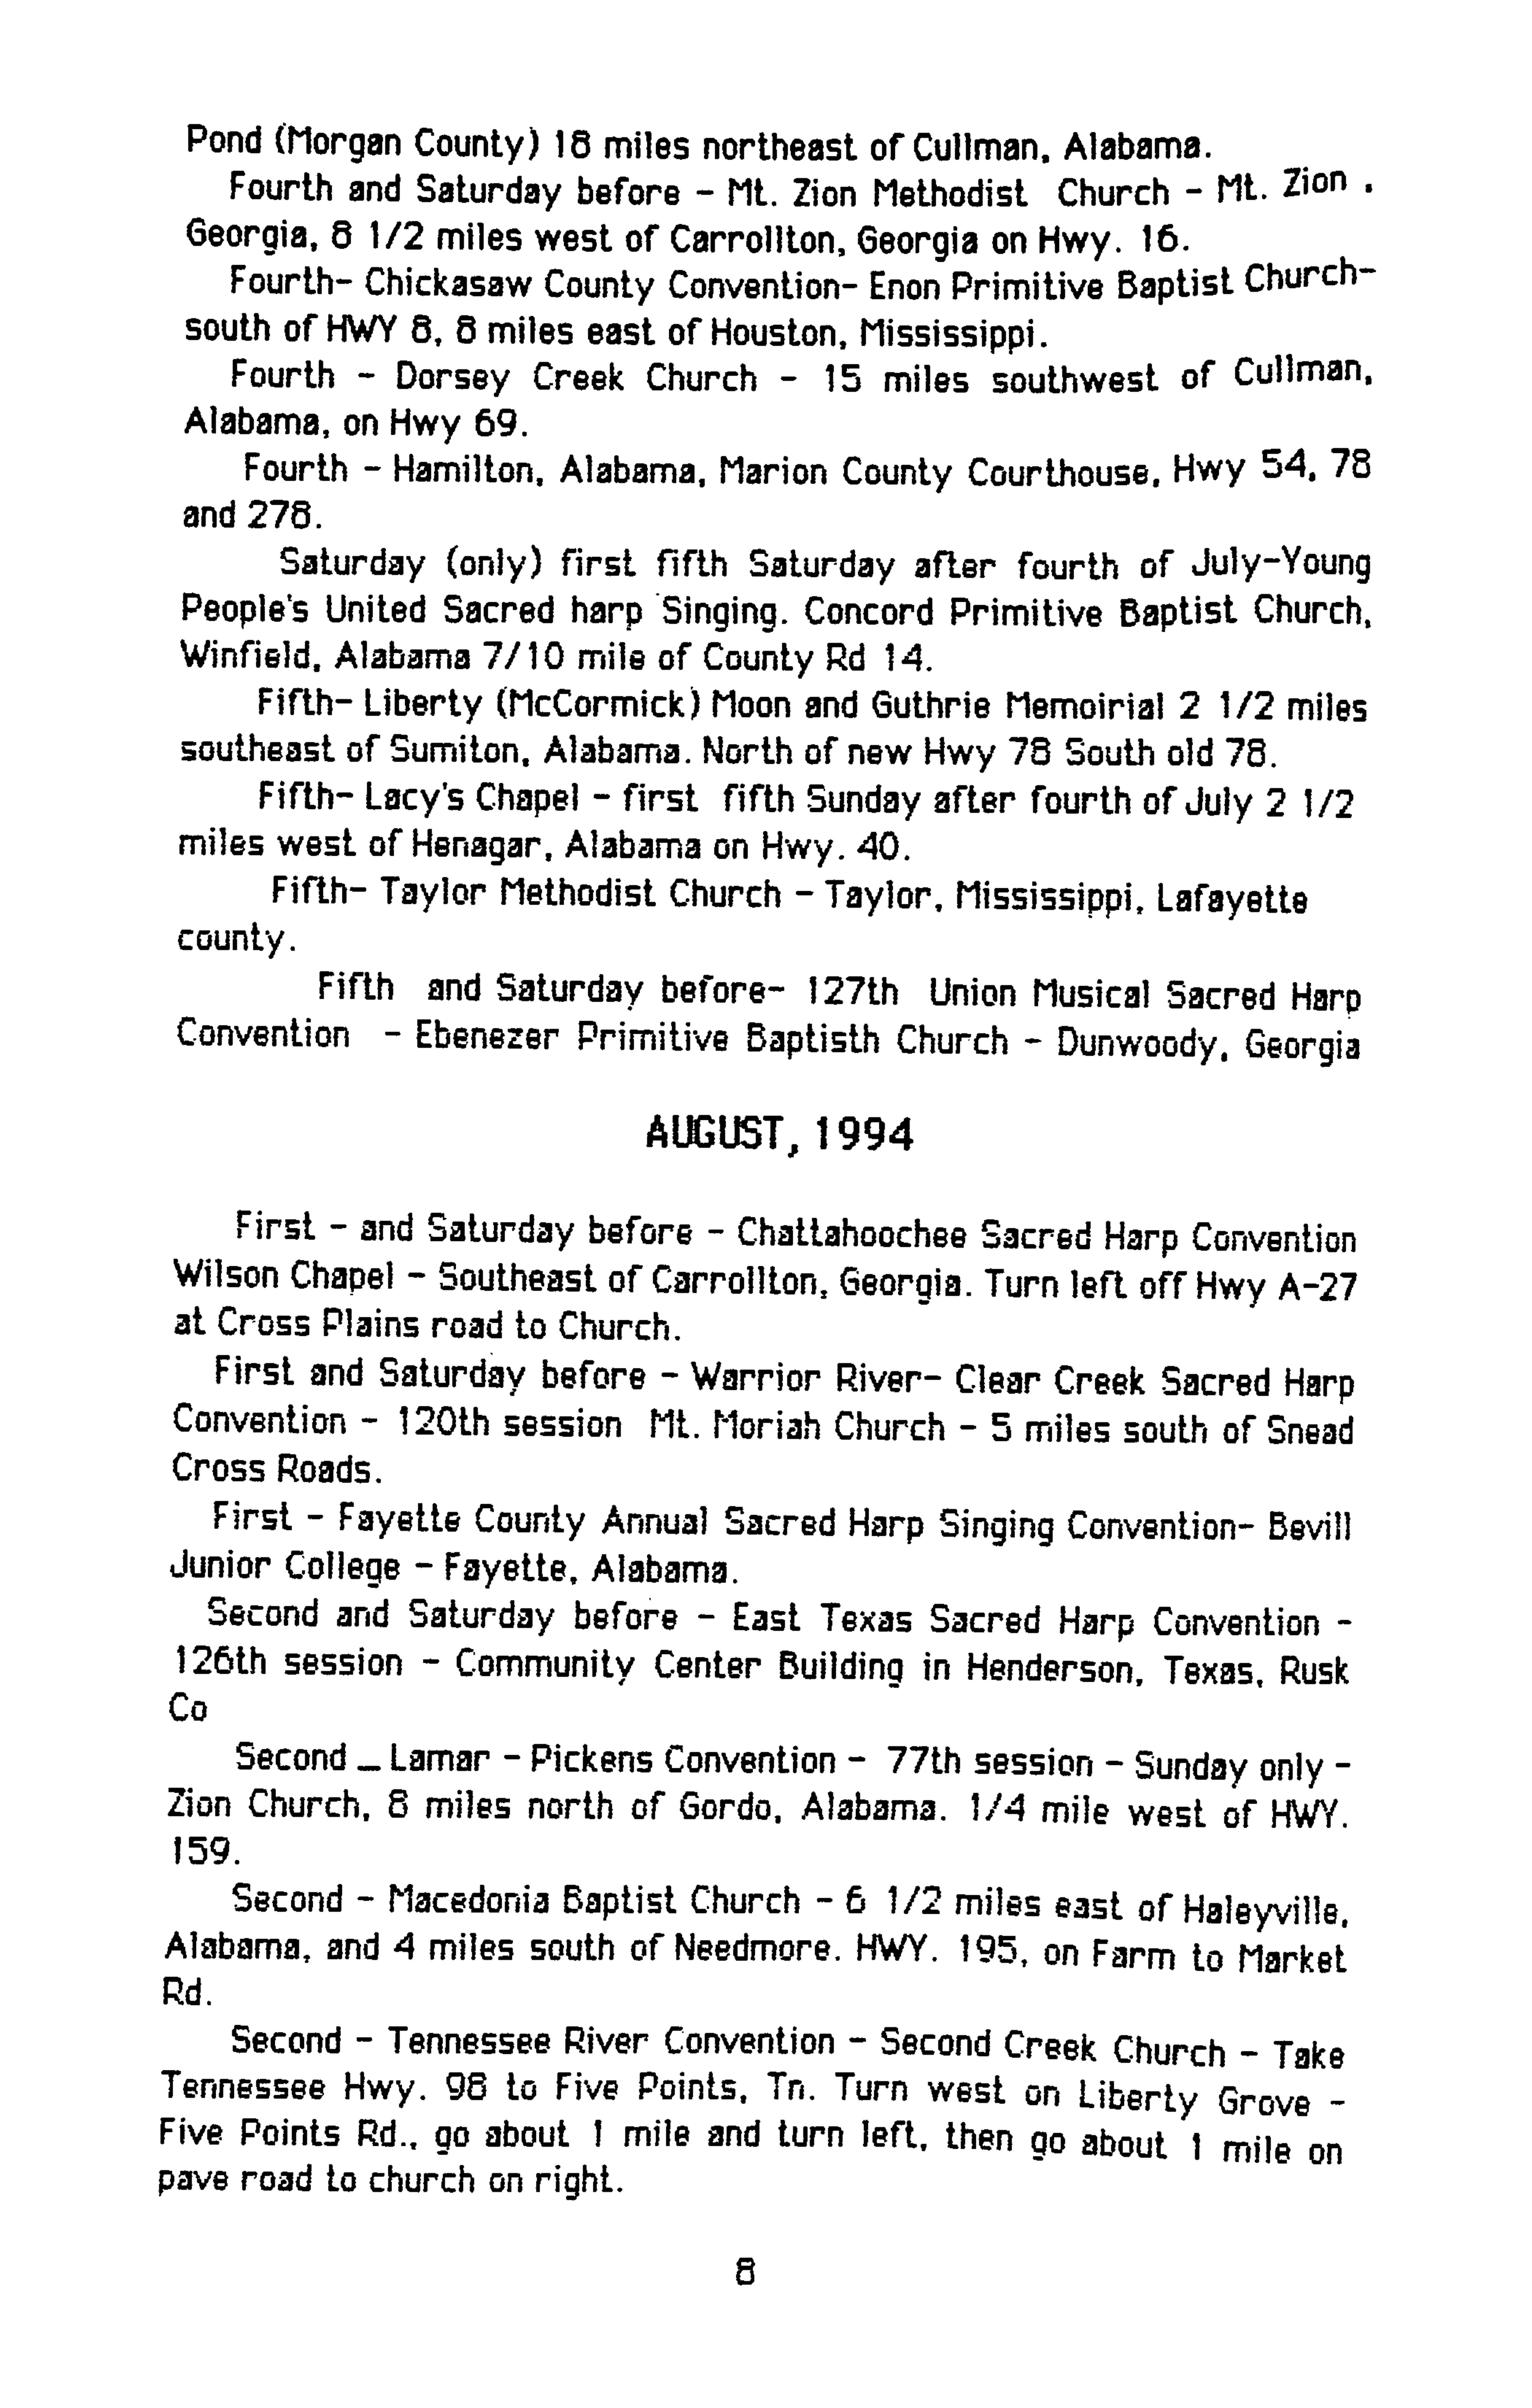 Pond (Morgan County) 18 miles northeast of Cullman, Alabama.
Fourth and Saturday before - Mt. Zion Methodist Church - Mt. Zion ,
Georgia, 8 1/2 miles west of Carrollton, Georgia on Hwy. 16.
Fourth- Chickasaw County Convention- Enon Primitive Baptist Church-
south of HWY 8, 8 miles east of Houston, Mississippi.
Fourth - Dorsey Creek Church - 15 miles southwest of Cullman,
Alabama, on Hwy 69.
Fourth - Hamilton, Alabama, Marion County Courthouse, Hwy 54, 78
and 278.
Saturday (only) first fifth Saturday after fourth of July-Young
People's United Sacred harp Singing. Concord Primitive Baptist Church,
Winfield, Alabama 7/10 mile of County Rd 14.
Fifth- Liberty (McCormick) Moon and Guthrie Memoirial 2 1/2 miles
southeast of Sumiton, Alabama. North of new Hwy 78 South old 78.
Fifth- Lacy's Chapel - first fifth Sunday after fourth of July 2 1/2
miles west of Henagar, Alabama on Hwy. 40.
Fifth- Taylor Methodist Church - Taylor, Mississippi, Lafayette
county.
Fifth and Saturday before- 127th Union Musical Sacred Harp
Convention - Ebenezer Primitive Baptisth Church - Dunwoody, Georgia
AUGUST, 1994
First - and Saturday before - Chattahoochee Sacred Harp Convention
Wilson Chapel - Southeast of Carrollton, Georgia. Turn left off Hwy A-27
at Cross Plains road to Church.
First and Saturday before - Warrior River- Clear Creek Sacred Harp
Convention - 120th session Mt. Moriah Church - 5 miles south of Snead
Cross Roads.
First - Fayette County Annual Sacred Harp Singing Convention- Bevill
Junior College - Fayette, Alabama.
Second and Saturday before - East Texas Sacred Harp Convention -
126th session - Community Center Building in Henderson, Texas, Rusk
Co
Second _ Lamar - Pickens Convention - 77th session - Sunday only -
Zion Church, 8 miles north of Gordo, Alabama. 1/4 mile west of HWY.
159.
Second - Macedonia Baptist Church - 6 1/2 miles east of Haleyville,
Alabama, and 4 miles south of Needmore. HWY. 195, on Farm to Market
Rd.
Second - Tennessee River Convention - Second Creek Church - Take
Tennessee Hwy. 98 to Five Points, Tn. Turn west on Liberty Grove -
Five Points Rd., go about 1 mile and turn left, then go about 1 mile on
pave road to church on right.
8